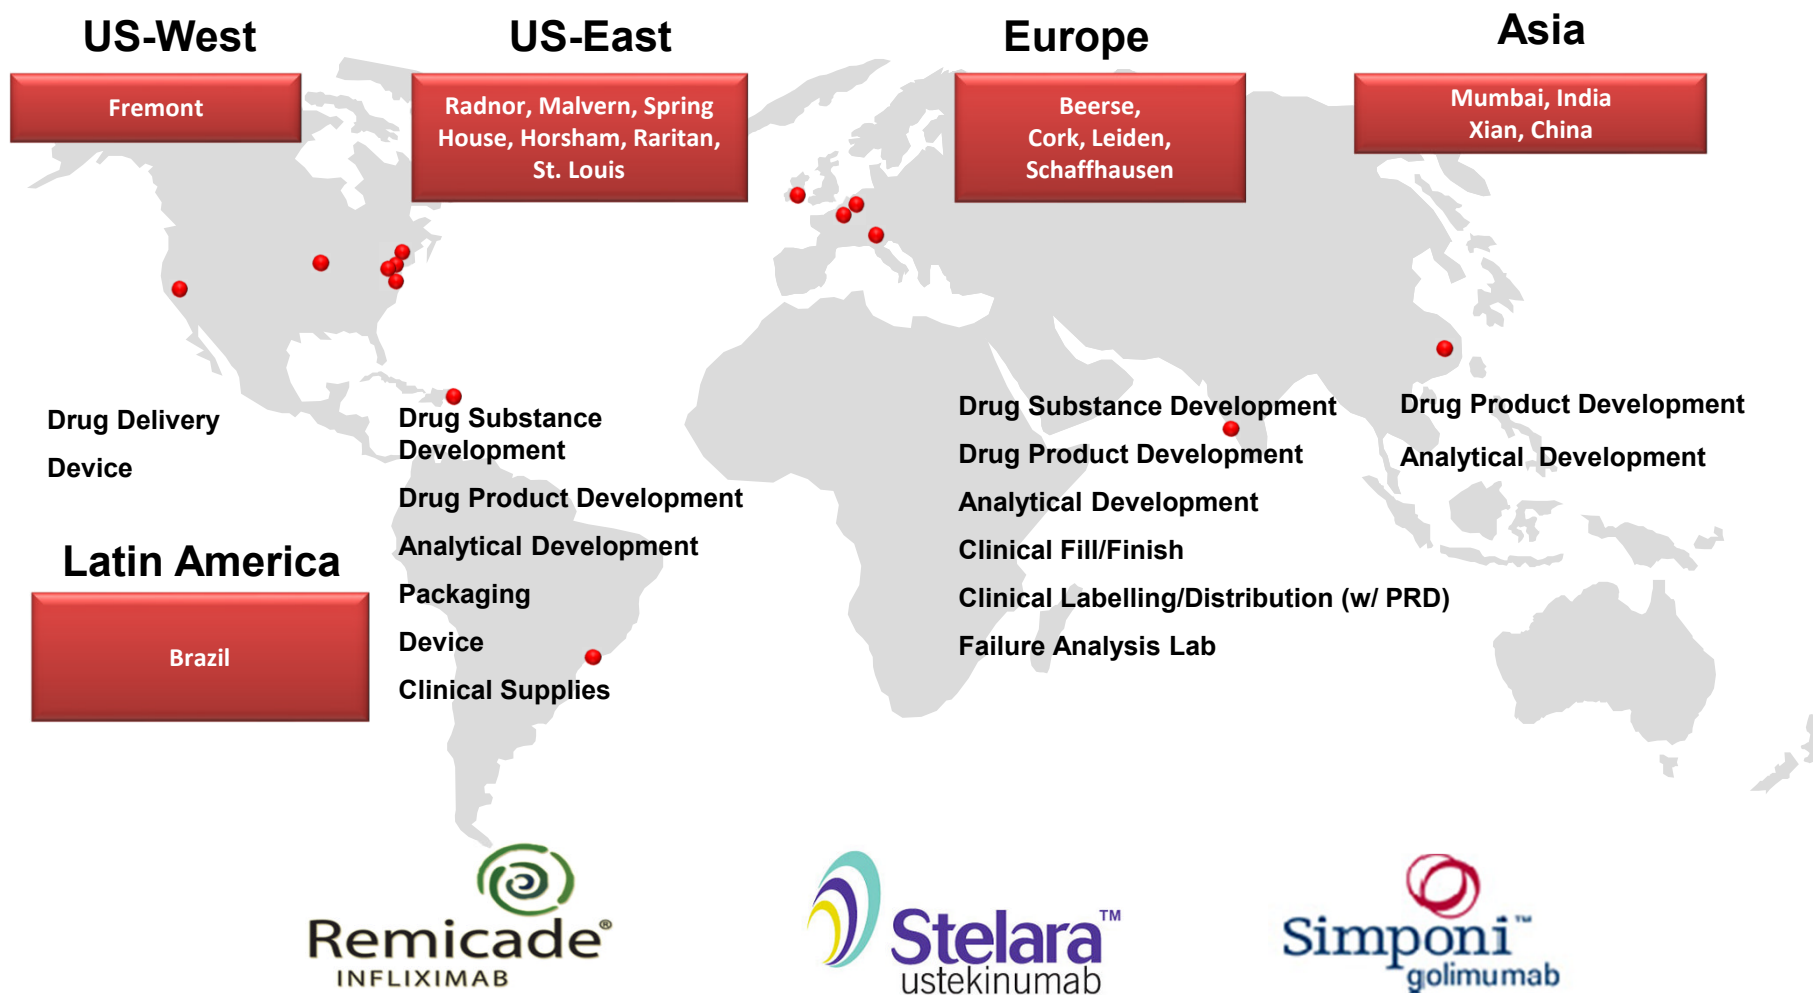 US-West
Fremont
Drug Delivery
Device
US-East
Radnor, Malvern, Spring
House, Horsham, Raritan,
St. Louis
Drug Substance
Development
Drug Product Development
Analytical Development
Packaging
Device
Clinical Supplies
Europe
Beerse,
Cork, Leiden,
Schaffhausen
Drug Substance Development
Drug Product Development
Analytical Development
Clinical Fill/Finish
Clinical Labelling/Distribution (w/ PRD)
Failure Analysis Lab
Asia
Mumbai, India
Xian, China
Drug Product Development
Analytical Development
Latin America
Brazil
Remicade®
INFLIXIMAB
Stelara™
ustekinumab
Simponi™
golimumab